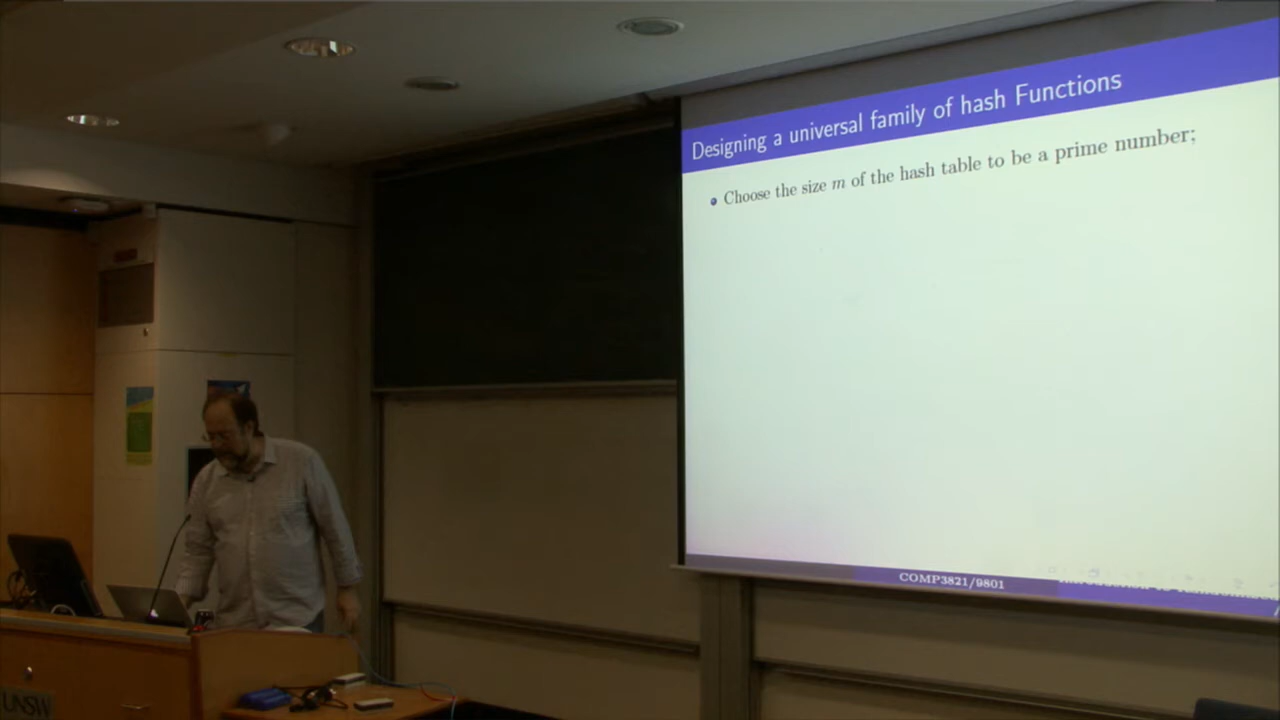 Designing a universal family of hash Functions
Choose the size m of the hash table to be a prime number;
COMP3821/9801
UNSW